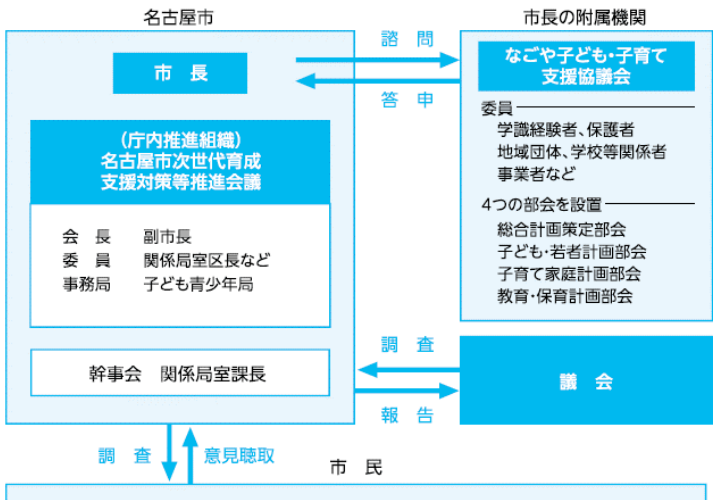 名古屋市
市長
(庁内推進組織)
名古屋市次世代育成
支援対策等推進会議
会長 副市長
委員 関係局室区長など
事務局 子ども青少年局
幹事会 関係局室課長
諮問
答申
市長の附属機関
なごや子ども・子育て
支援協議会
委員
学識経験者、保護者
地域団体、学校等関係者
事業者など
4つの部会を設置
総合計画策定部会
子ども・若者計画部会
子育て家庭計画部会
教育・保育計画部会
調査
報告
議会
調査
意見聴取
市民